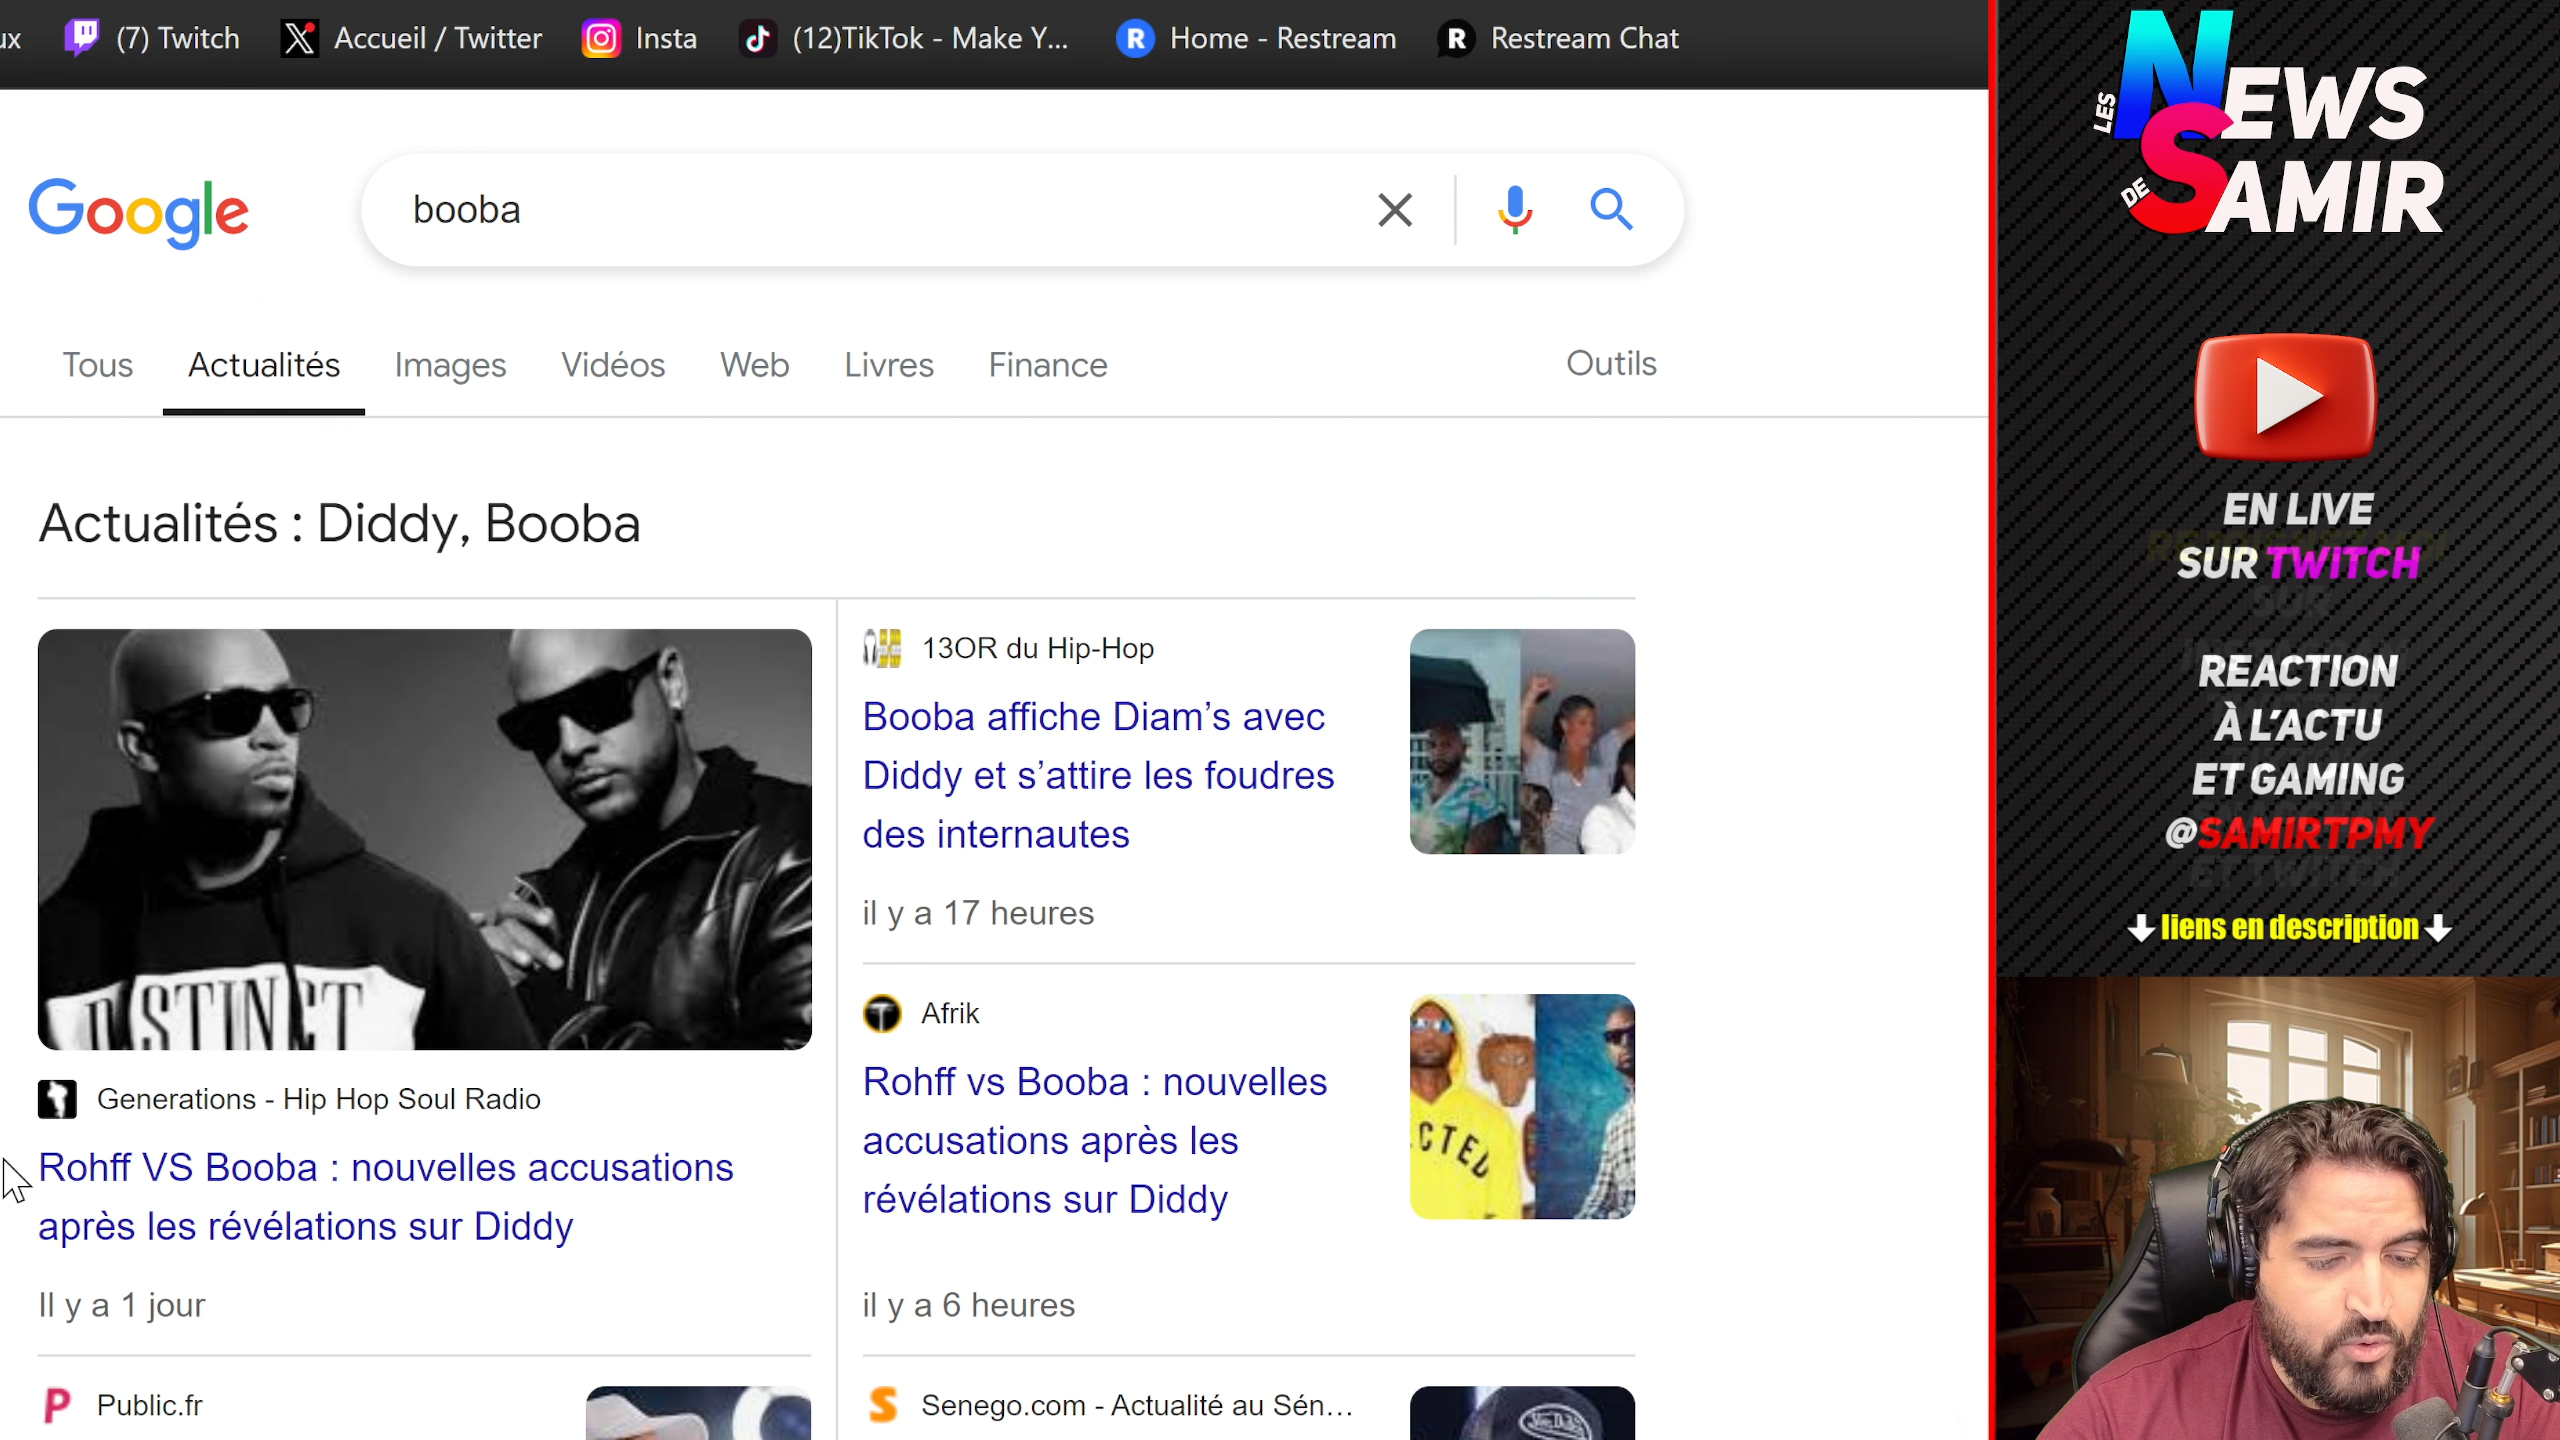 ux
(7) Twitch
Accueil / Twitter
Insta
(12)TikTok - Make Y...
Home - Restream
Restream Chat
Google
booba
Tous
Actualités
Images
Vidéos
Web
Livres
Finance
Outils
Actualités : Diddy, Booba
Generations - Hip Hop Soul Radio
Rohff VS Booba : nouvelles accusations
après les révélations sur Diddy
Il y a 1 jour
Public.fr
13OR du Hip-Hop
Booba affiche Diam’s avec
Diddy et s’attire les foudres
des internautes
il y a 17 heures
Afrik
Rohff vs Booba : nouvelles
accusations après les
révélations sur Diddy
CTED
il y a 6 heures
Senego.com - Actualité au Sén...
LES NEWS
DE SAMIR
EN LIVE
SUR TWITCH
REACTION
À L’ACTU
ET GAMING
@SAMIRTPMY
liens en description